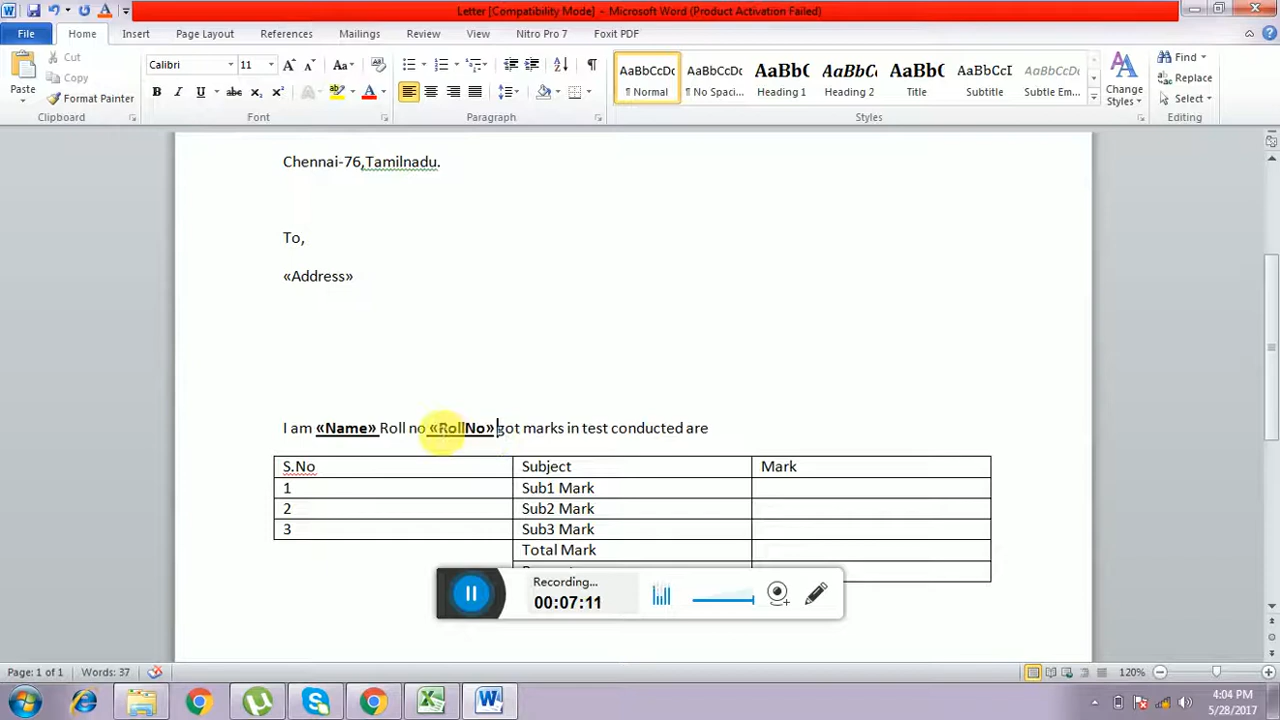 Letter [Compatibility Mode] - Microsoft Word (Product Activation Failed)
File Home Insert Page Layout References Mailings Review View Nitro Pro 7 Foxit PDF
Cut
Copy
Format Painter
Paste
Clipboard
Calibri 11
Font
Paragraph
AaBbCcDc AaBbCcDc AaBbC AaBbCc AaBbC AaBbCcI AaBbCcDc
¶ Normal ¶ No Spaci... Heading 1 Heading 2 Title Subtitle Subtle Em...
Styles
Change Styles
Find
Replace
Select
Editing
Chennai-76,Tamilnadu.
To,
«Address»
I am «Name» Roll no «RollNo» got marks in test conducted are
S.No Subject Mark
1 Sub1 Mark
2 Sub2 Mark
3 Sub3 Mark
Total Mark
Recording...
00:07:11
Page: 1 of 1 Words: 37 120%
4:04 PM
5/28/2017